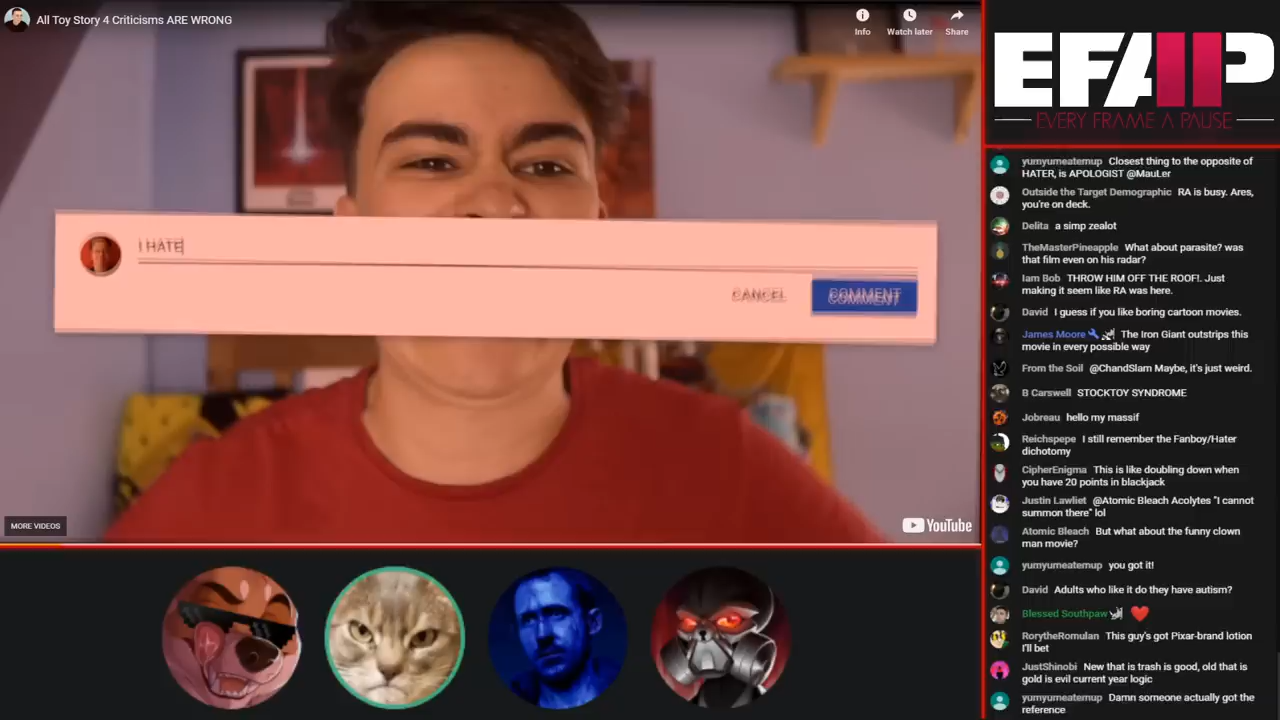 All Toy Story 4 Criticisms ARE WRONG
Info
Watch later
Share
I HATE
CANCEL
COMMENT
MORE VIDEOS
YouTube
EFAP
EVERY FRAME A PAUSE
yumyumeatemup Closest thing to the opposite of
HATER, is APOLOGIST @MauLer
Outside the Target Demographic RA is busy. Ares,
you're on deck.
Delita a simp zealot
TheMasterPineapple What about parasite? was
that film even on his radar?
Iam Bob THROW HIM OFF THE ROOF!. Just
making it seem like RA was here.
David I guess if you like boring cartoon movies.
James Moore The Iron Giant outstrips this
movie in every possible way
From the Soil @ChandSlam Maybe, it's just weird.
B Carswell STOCKTOY SYNDROME
Jobreau hello my massif
Reichspepe I still remember the Fanboy/Hater
dichotomy
CipherEnigma This is like doubling down when
you have 20 points in blackjack
Justin Lawliet @Atomic Bleach Acolytes "I cannot
summon there" lol
Atomic Bleach But what about the funny clown
man movie?
yumyumeatemup you got it!
David Adults who like it do they have autism?
Blessed Southpaw
RorytheRomulan This guy's got Pixar-brand lotion
I'll bet
JustShinobi New that is trash is good, old that is
gold is evil current year logic
yumyumeatemup Damn someone actually got the
reference